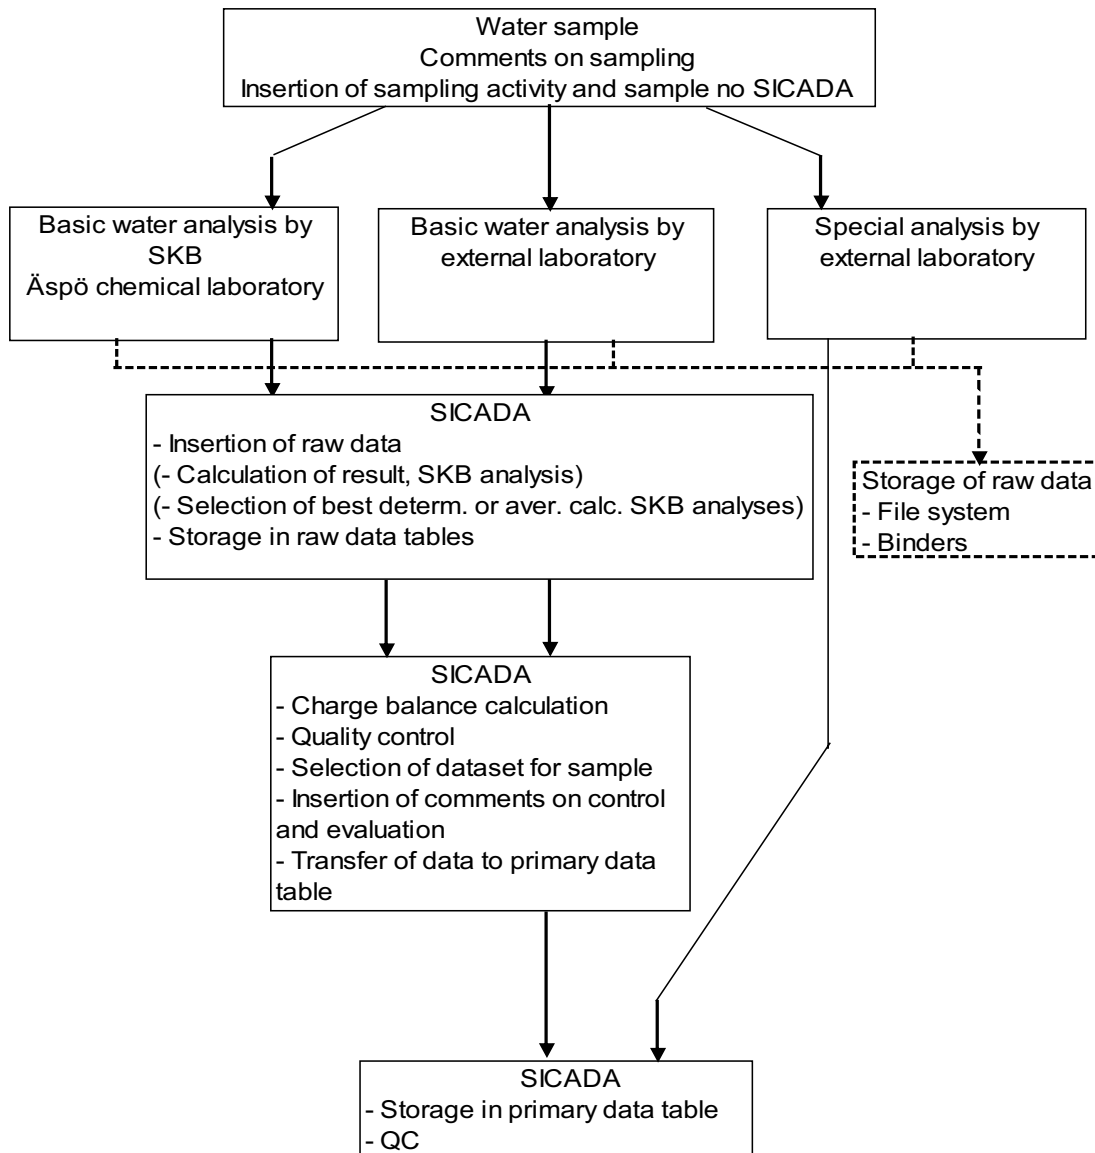 Water sample
Comments on sampling
Insertion of sampling activity and sample no SICADA
Basic water analysis by
SKB
Äspö chemical laboratory
Basic water analysis by
external laboratory
Special analysis by
external laboratory
SICADA
- Insertion of raw data
(- Calculation of result, SKB analysis)
(- Selection of best determ. or aver. calc. SKB analyses)
- Storage in raw data tables
Storage of raw data
- File system
- Binders
SICADA
- Charge balance calculation
- Quality control
- Selection of dataset for sample
- Insertion of comments on control
and evaluation
- Transfer of data to primary data
table
SICADA
- Storage in primary data table
- QC